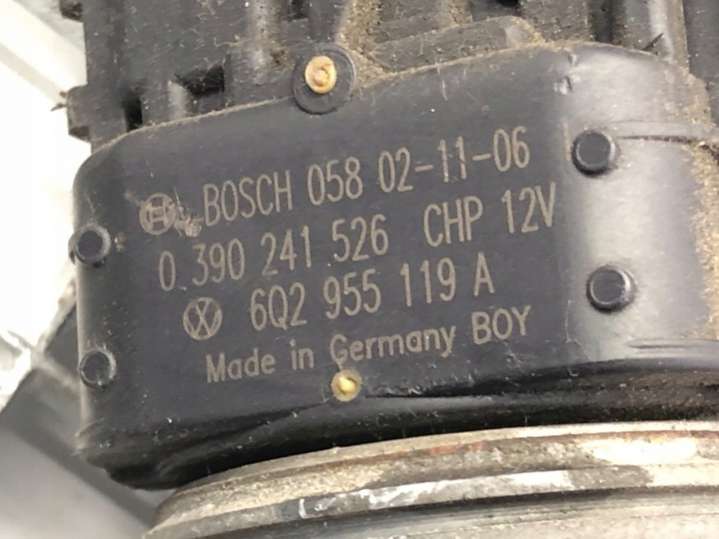 BOSCH 058 02-11-06
0 390 241 526 CHP 12V
6Q2 955 119 A
Made in Germany BOY